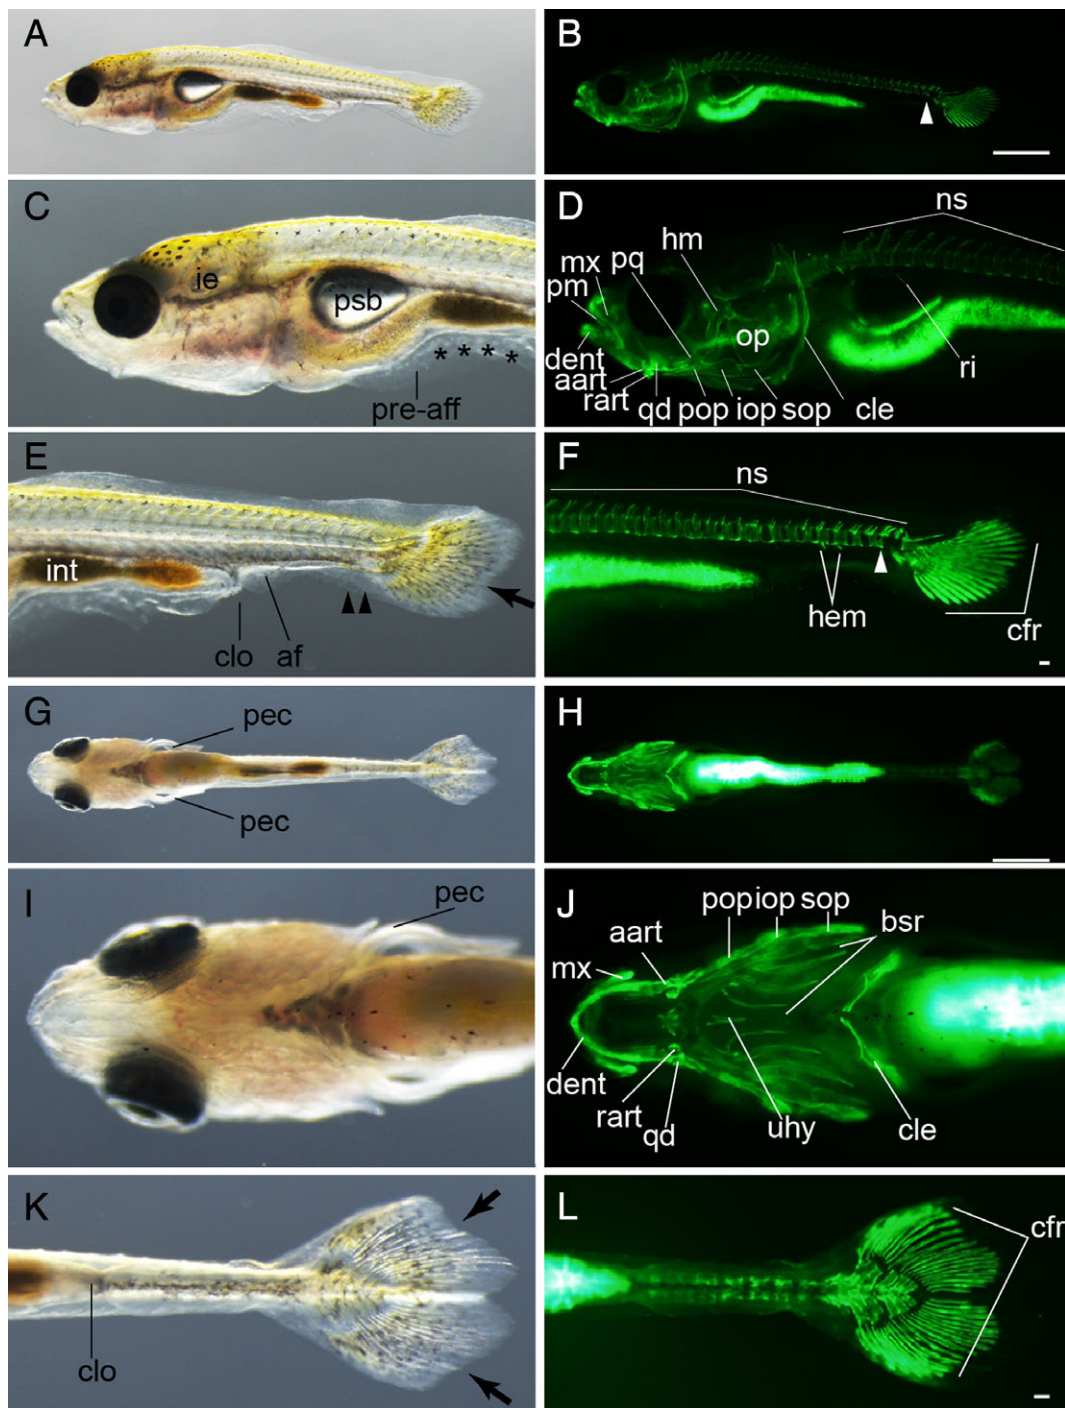 A
B
C
ie
psb
* * * *
pre-aff
D
ns
hm
mx pq
pm
op
dent
aart
rart
qd pop iop sop
cle
ri
E
int
clo af
F
ns
hem
cfr
G
pec
pec
H
I
pec
J
pop iop sop
aart
bsr
mx
dent
rart
qd
uhy
cle
K
clo
L
cfr